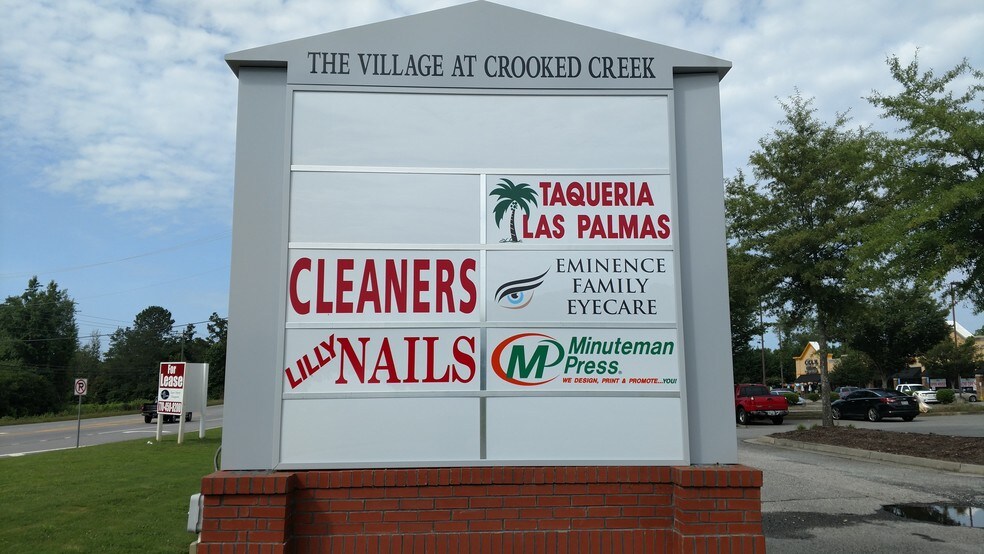 THE VILLAGE AT CROOKED CREEK
TAQUERIA
LAS PALMAS
CLEANERS
EMINENCE
FAMILY
EYECARE
LILLY NAILS
MP Minuteman
Press®
WE DESIGN, PRINT & PROMOTE...YOU!
For
Lease